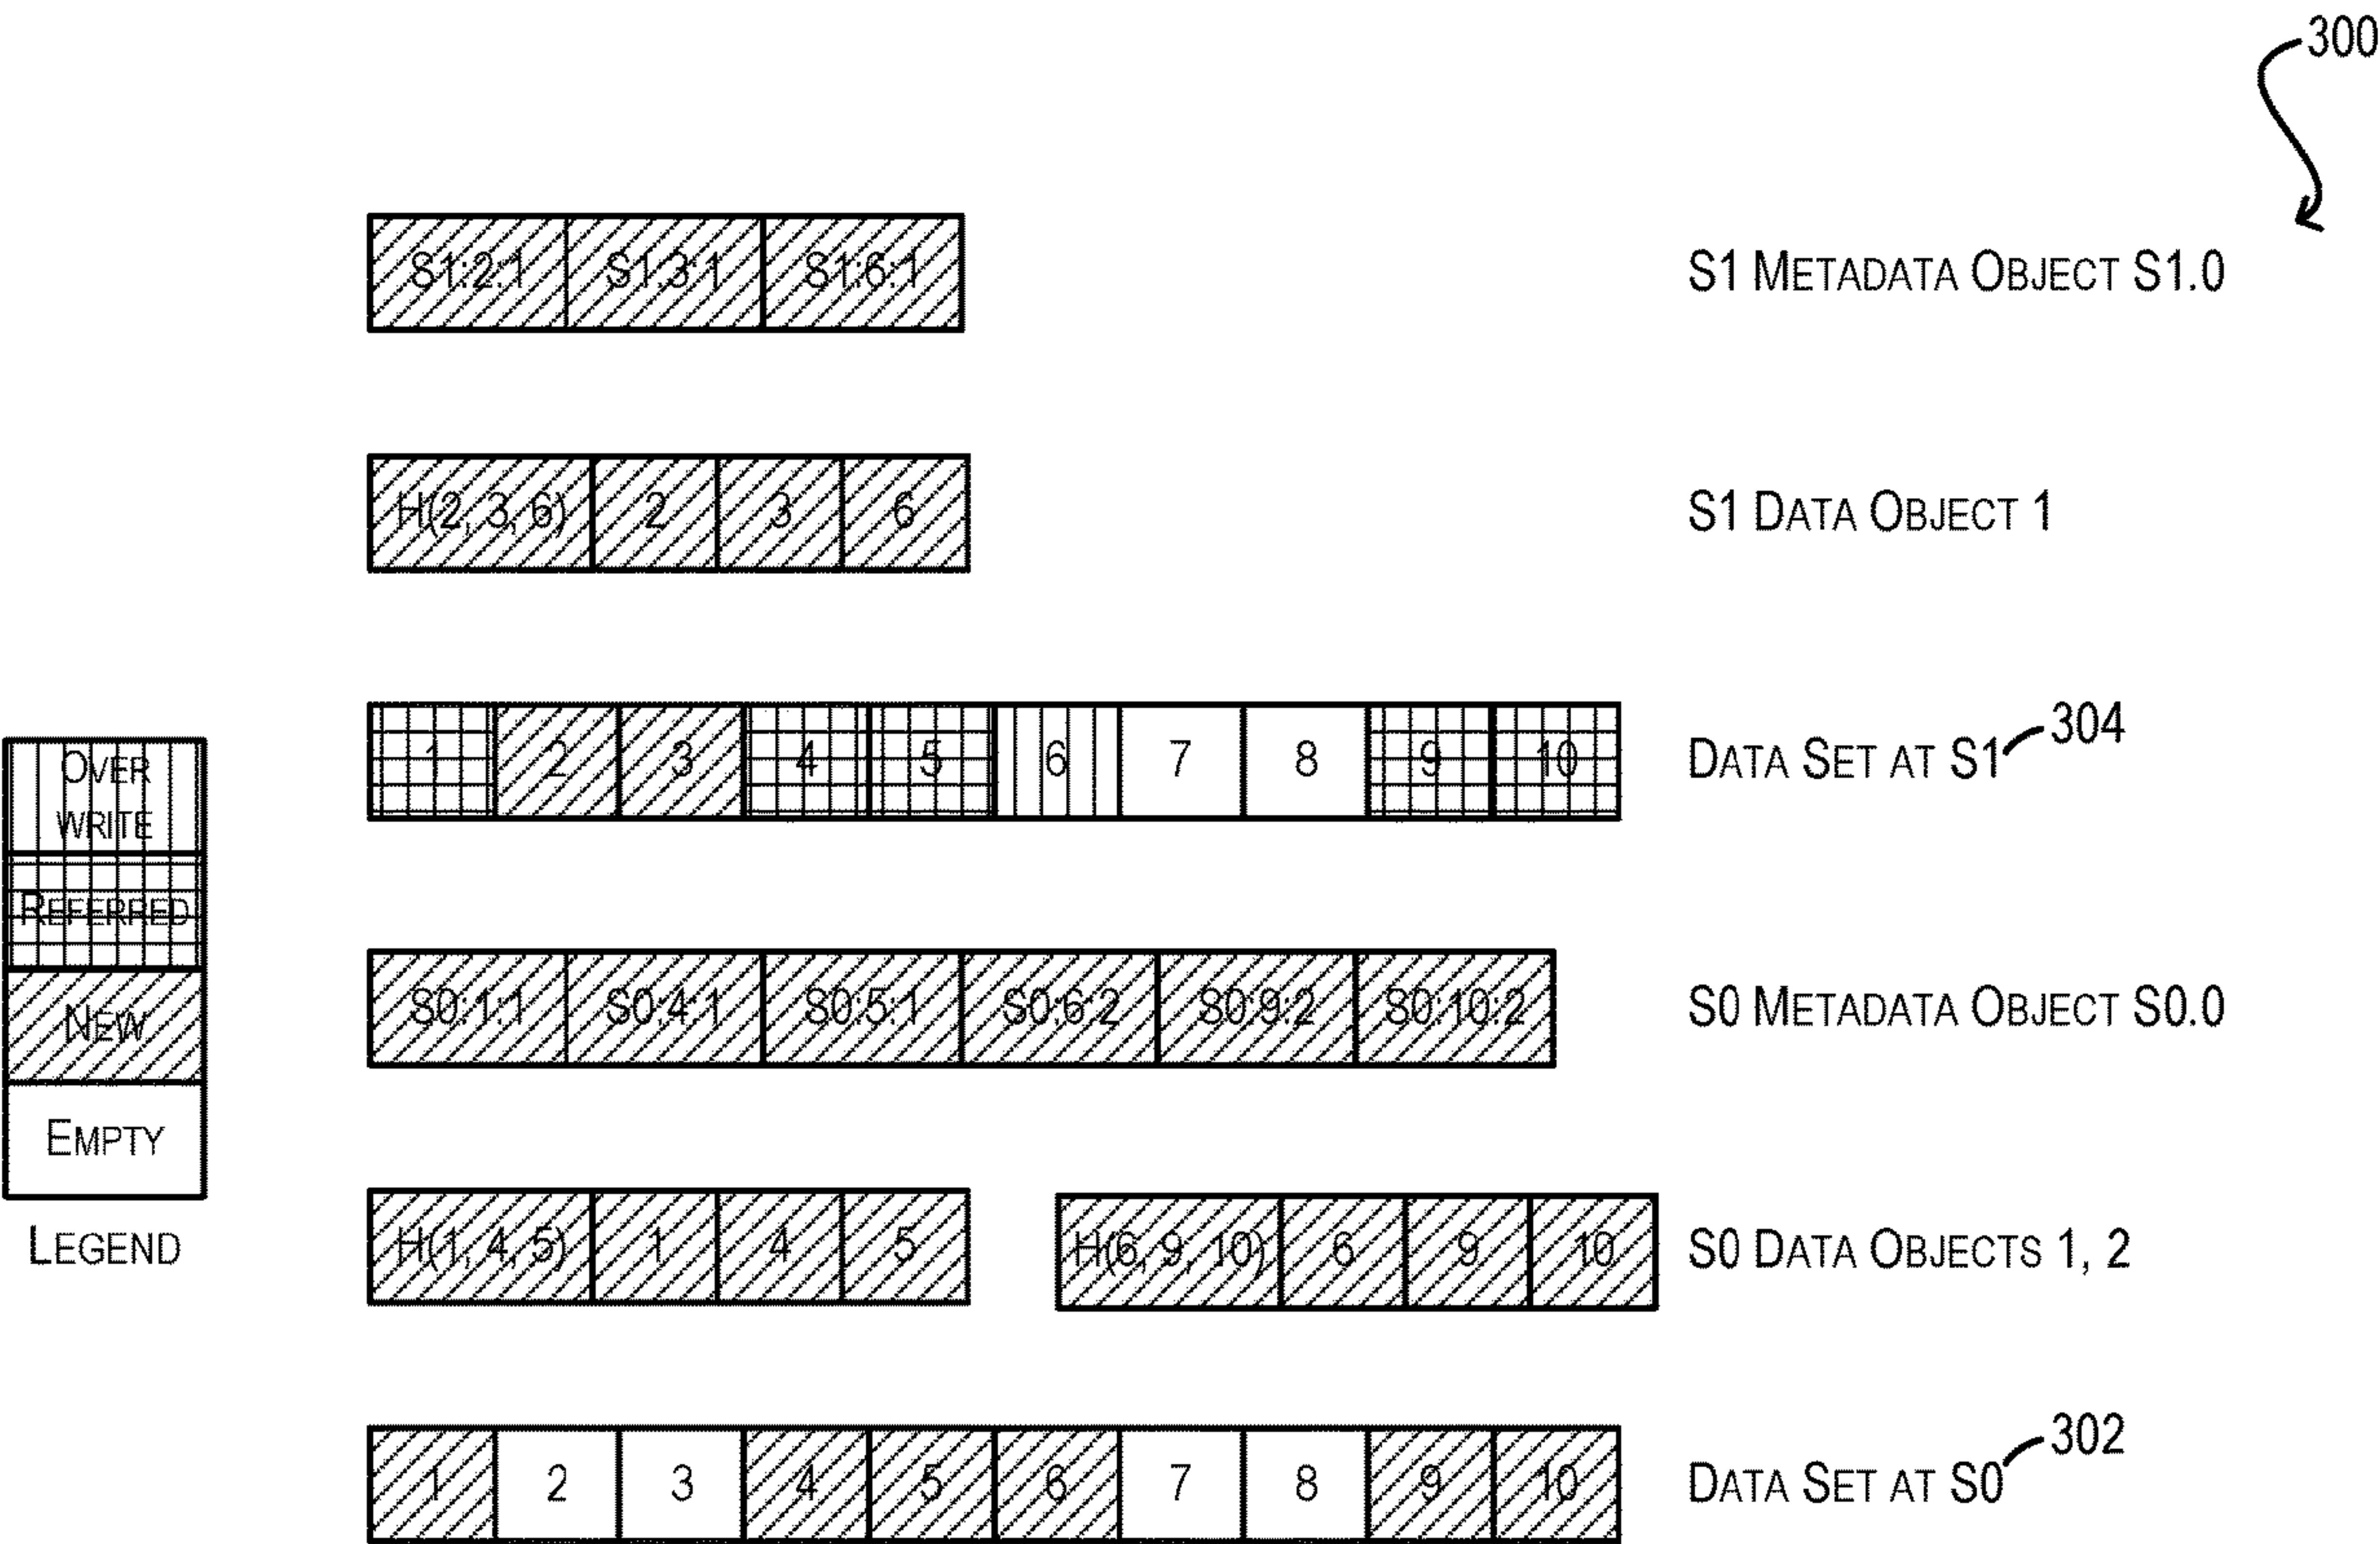 300
S1:2:1 S1:3:1 S1:6:1 S1 METADATA OBJECT S1.0
H(2, 3, 6) 2 3 6 S1 DATA OBJECT 1
1 2 3 4 5 6 7 8 9 10 DATA SET AT S1 304
OVER
WRITE
REFERRED
NEW
EMPTY
LEGEND
S0:1:1 S0:4:1 S0:5:1 S0:6:2 S0:9:2 S0:10:2 S0 METADATA OBJECT S0.0
H(1, 4, 5) 1 4 5 H(6, 9, 10) 6 9 10 S0 DATA OBJECTS 1, 2
1 2 3 4 5 6 7 8 9 10 DATA SET AT S0 302